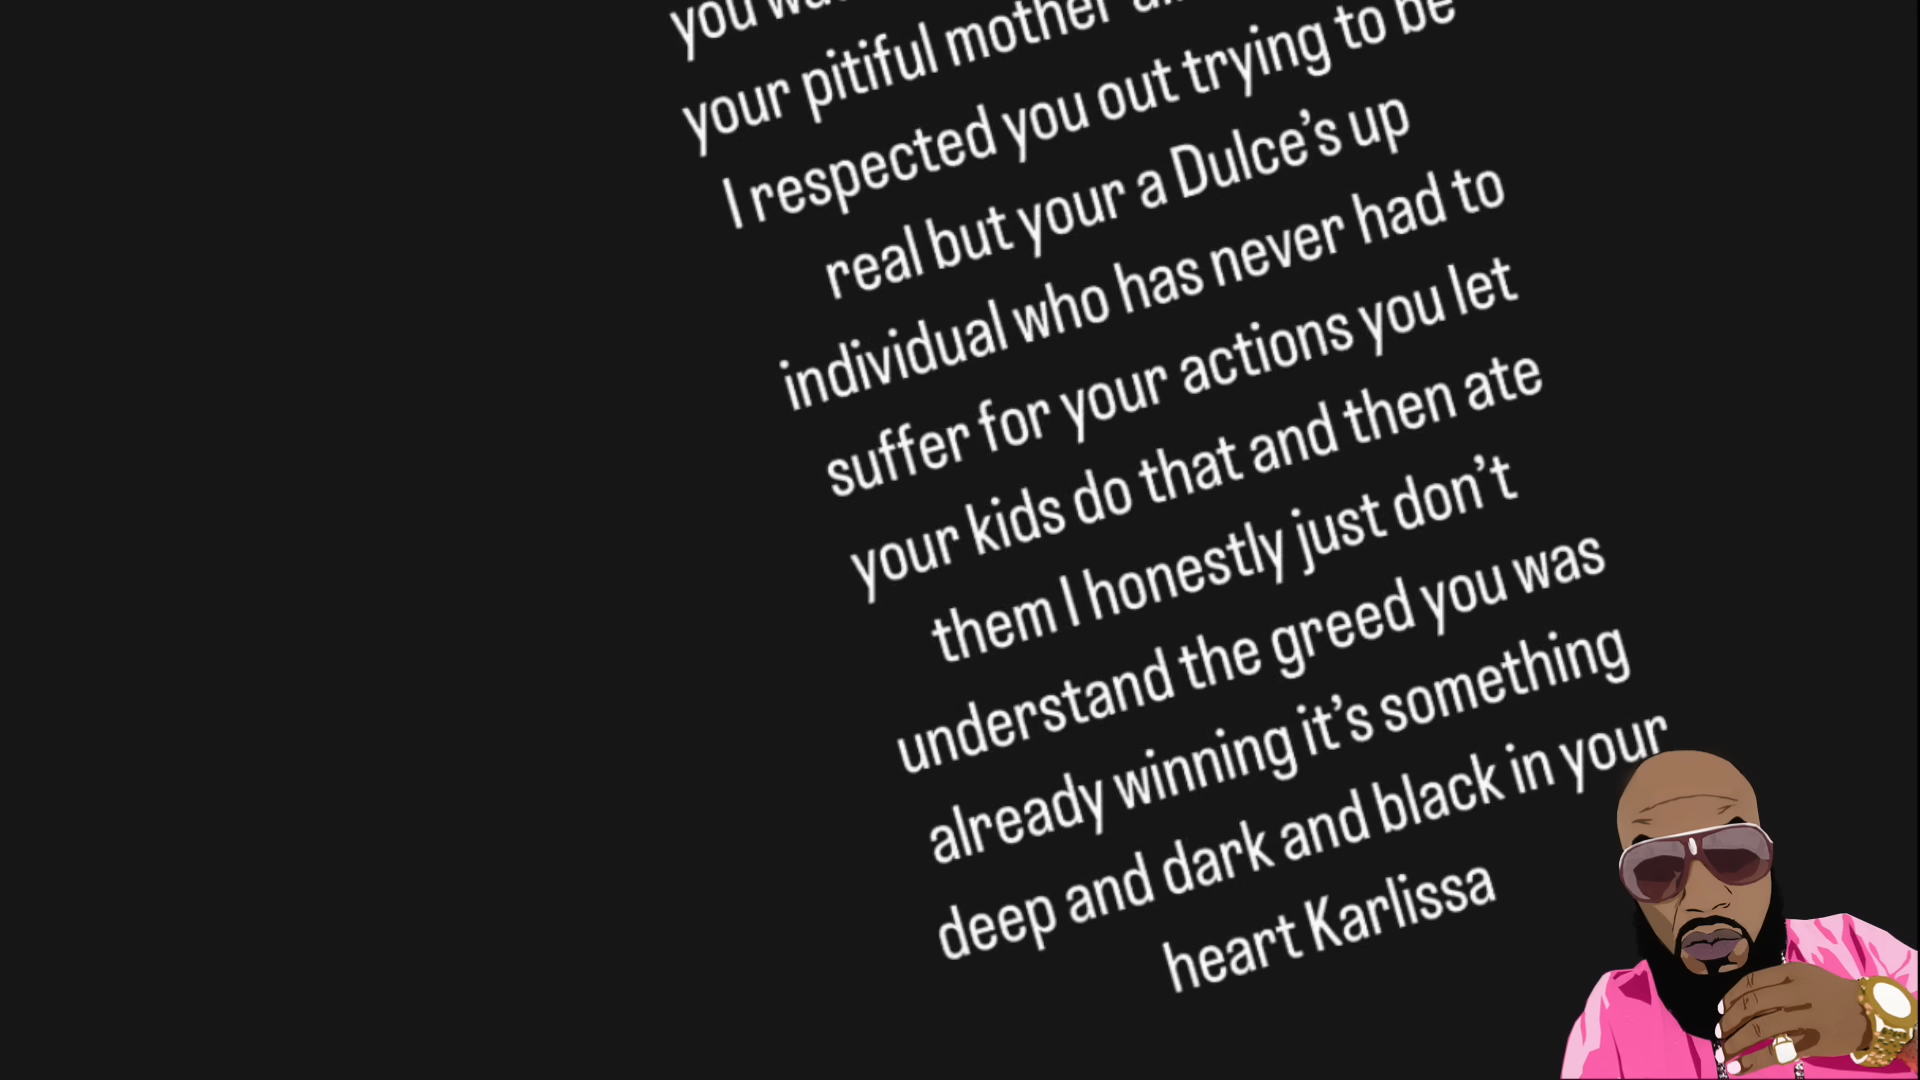 you
your pitiful mother
I respected you out trying to be
real but your a Dulce’s up
individual who has never had to
suffer for your actions you let
your kids do that and then ate
them I honestly just don’t
understand the greed you was
already winning it’s something
deep and dark and black in your
heart Karlissa